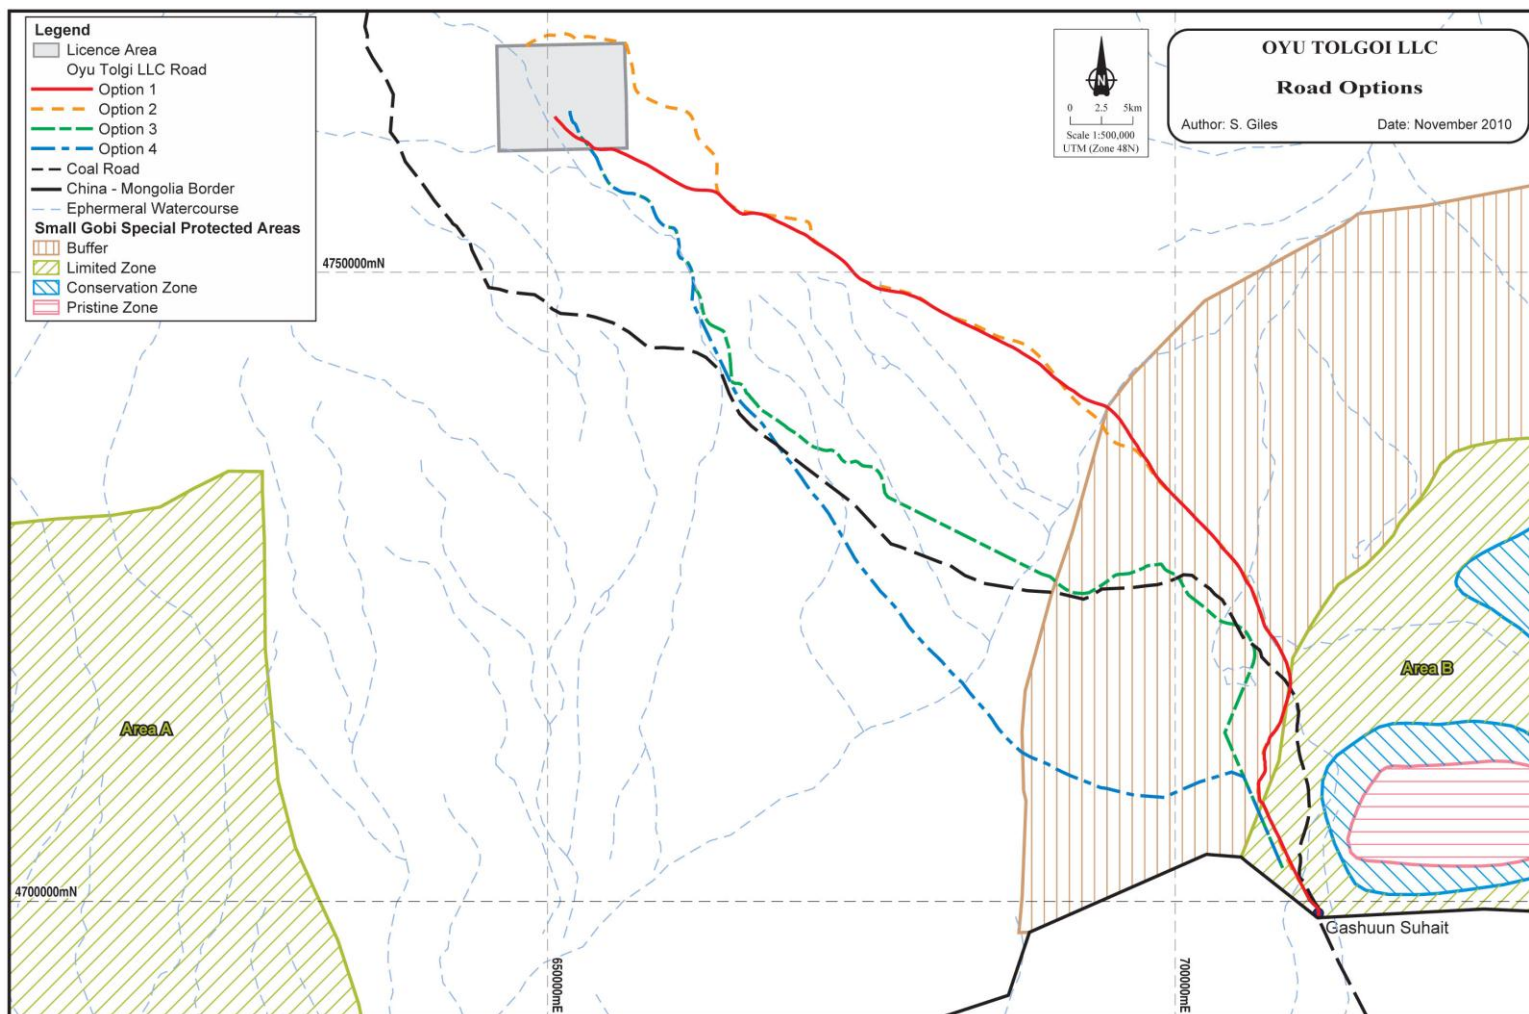 Legend
Licence Area
Oyu Tolgi LLC Road
Option 1
Option 2
Option 3
Option 4
Coal Road
China - Mongolia Border
Ephemeral Watercourse
Small Gobi Special Protected Areas
Buffer
Limited Zone
Conservation Zone
Pristine Zone
N
0 2.5 5km
Scale 1:500,000
UTM (Zone 48N)
OYU TOLGOI LLC
Road Options
Author: S. Giles Date: November 2010
4750000mN
Area B
Area A
4700000mN
Gashuun Suhait
650000mE
700000mE